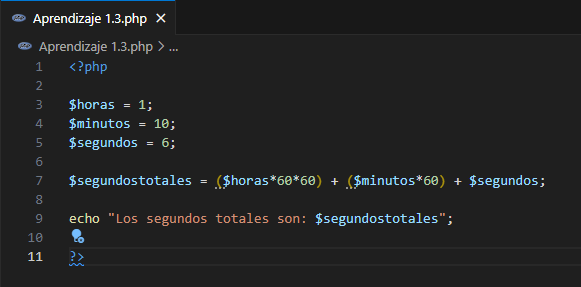 Aprendizaje 1.3.php ×
Aprendizaje 1.3.php > ...
1 <?php
2
3 $horas = 1;
4 $minutos = 10;
5 $segundos = 6;
6
7 $segundostotales = ($horas*60*60) + ($minutos*60) + $segundos;
8
9 echo "Los segundos totales son: $segundostotales";
10
11 ?>